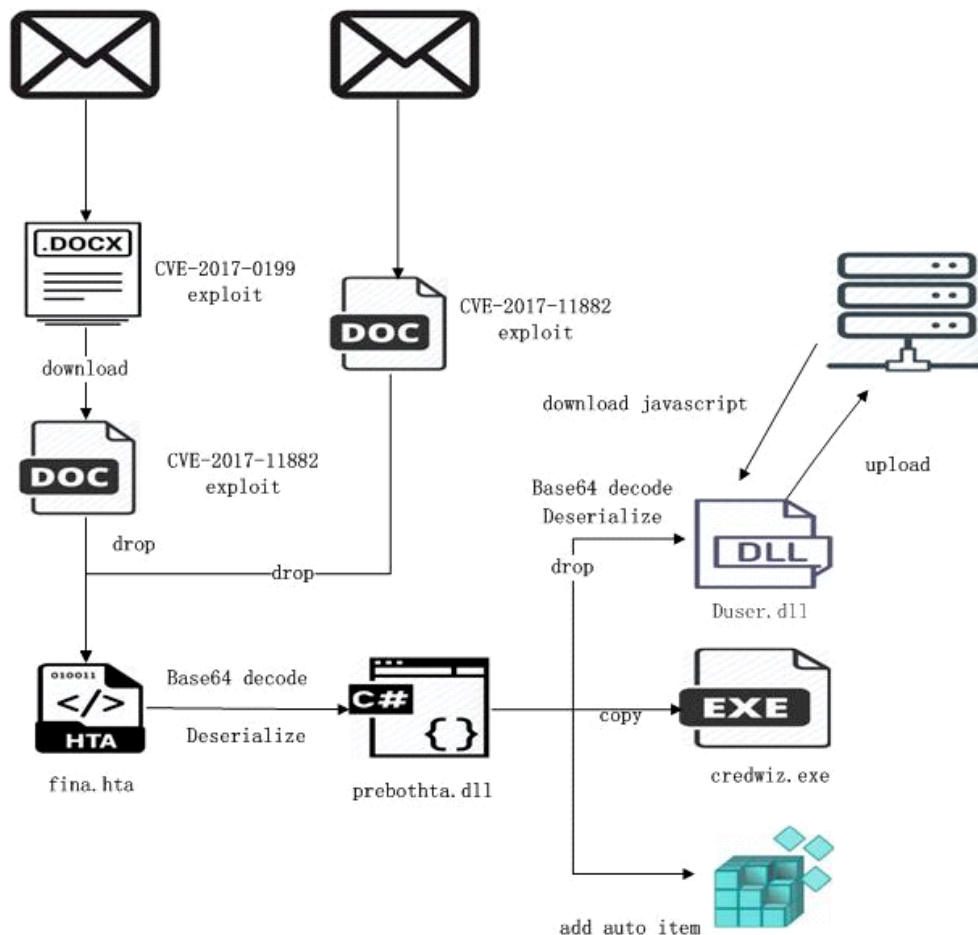 .DOCX
CVE-2017-0199
exploit
DOC
CVE-2017-11882
exploit
download
download javascript
DOC
CVE-2017-11882
exploit
upload
Base64 decode
Deserialize
drop
drop
drop
DLL
Duser.dll
010011
</>
HTA
fina.hta
Base64 decode
Deserialize
C#
{}
prebothta.dll
copy
EXE
credwiz.exe
add auto item